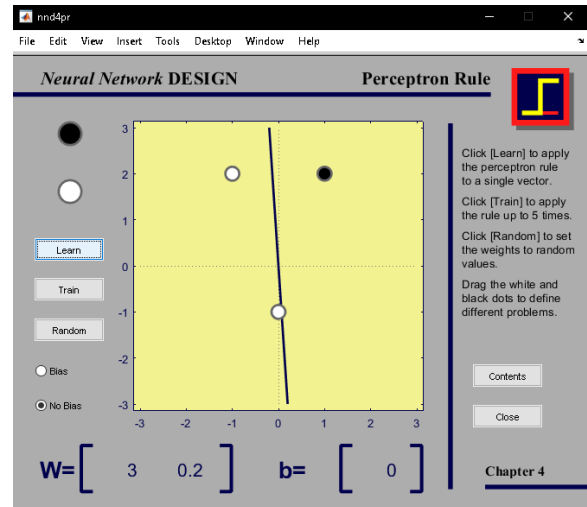 nnd4pr
File Edit View Insert Tools Desktop Window Help
Neural Network DESIGN
Perceptron Rule
3
2
1
0
-1
-2
-3
-3 -2 -1 0 1 2 3
Learn
Train
Random
Bias
No Bias
Click [Learn] to apply
the perceptron rule
to a single vector.
Click [Train] to apply
the rule up to 5 times.
Click [Random] to set
the weights to random
values.
Drag the white and
black dots to define
different problems.
Contents
Close
W= [ 3 0.2 ] b= [ 0 ]
Chapter 4